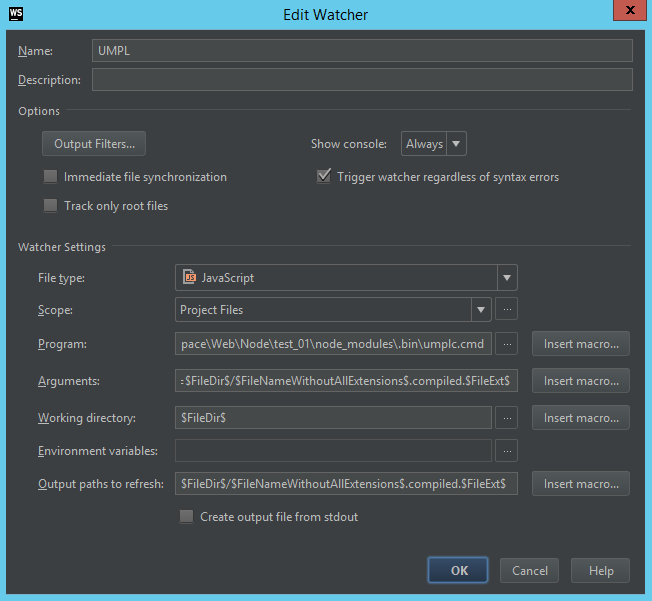 WS Edit Watcher x
Name: UMPL
Description:
Options
Output Filters... Show console: Always
Immediate file synchronization Trigger watcher regardless of syntax errors
Track only root files
Watcher Settings
File type: JS JavaScript
Scope: Project Files ...
Program: pace\Web\Node\test_01\node_modules\.bin\umplc.cmd ... Insert macro...
Arguments: =$FileDir$/$FileNameWithoutAllExtensions$.compiled.$FileExt$ Insert macro...
Working directory: $FileDir$ ... Insert macro...
Environment variables: ...
Output paths to refresh: $FileDir$/$FileNameWithoutAllExtensions$.compiled.$FileExt$ Insert macro...
Create output file from stdout
OK Cancel Help